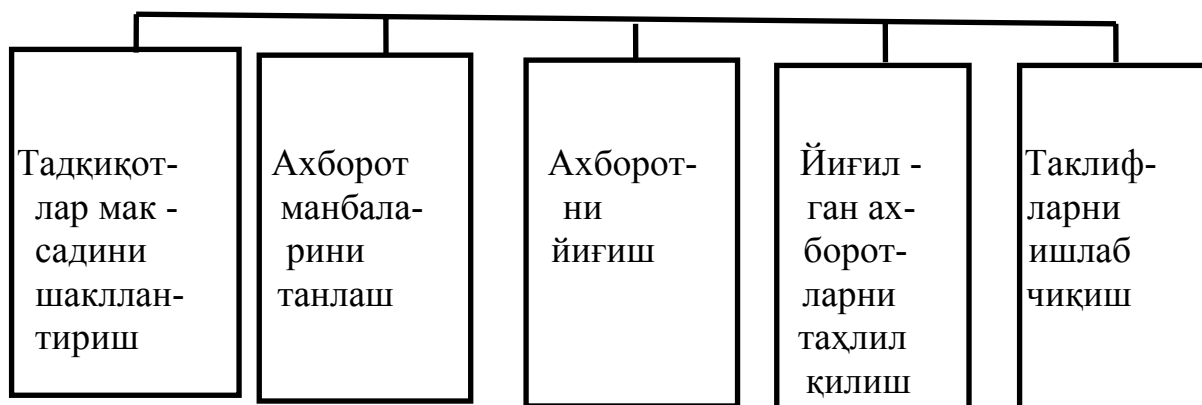 Тадқиқот-
лар мак -
садини
шакллан-
тириш
Ахборот
манбала-
рини
танлаш
Ахборот-
ни
йиғиш
Йиғил -
ган ах-
борот-
ларни
таҳлил
қилиш
Таклиф-
ларни
ишлаб
чиқиш